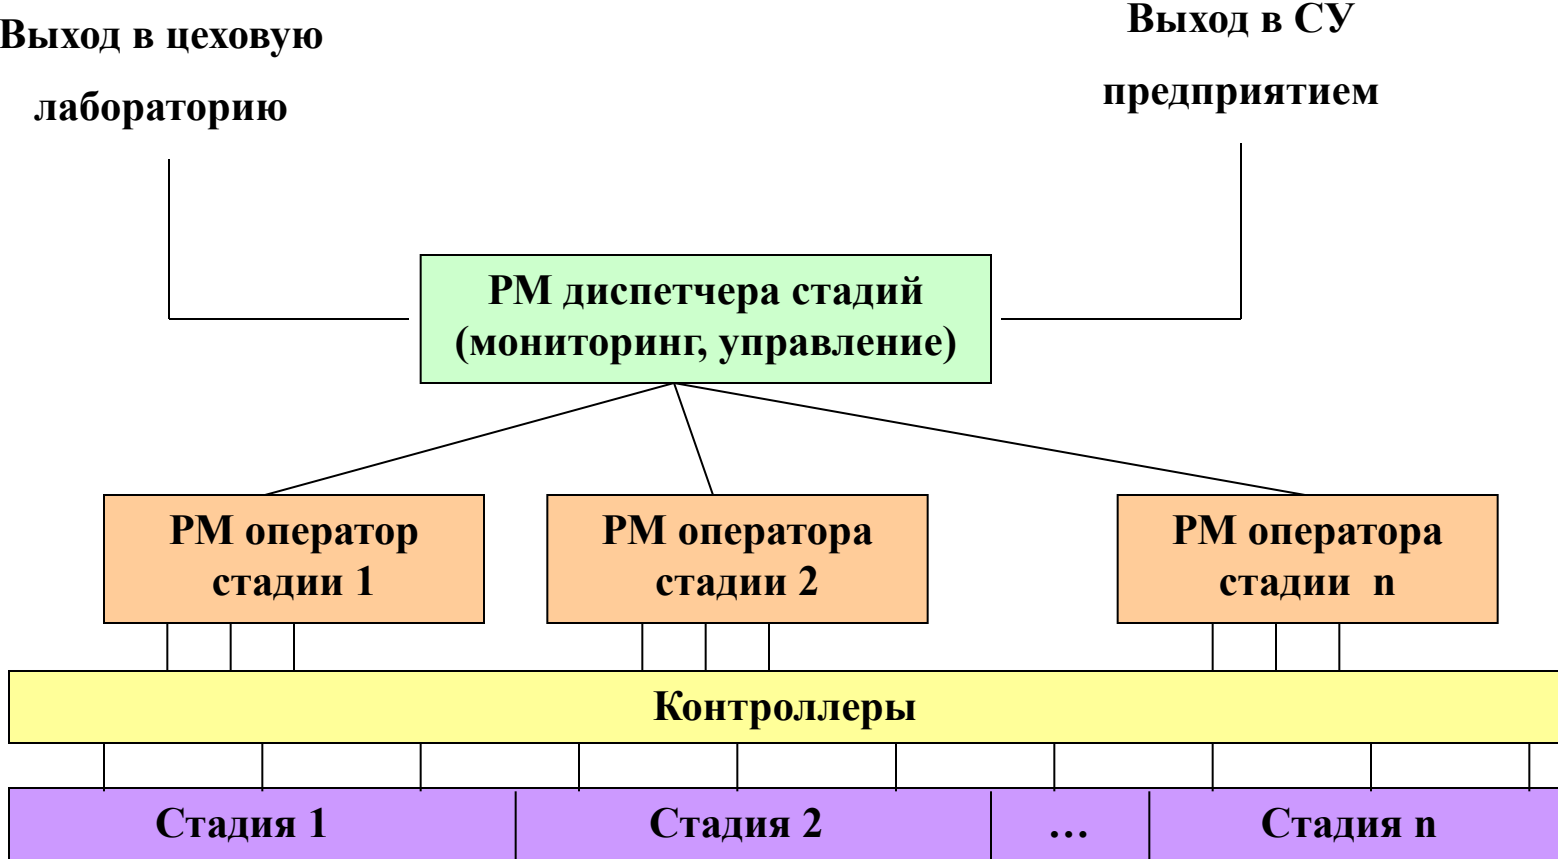 Выход в цеховую
лабораторию
Выход в СУ
предприятием
РМ диспетчера стадий
(мониторинг, управление)
РМ оператор
стадии 1
РМ оператора
стадии 2
РМ оператора
стадии n
Контроллеры
Стадия 1
Стадия 2
…
Стадия n